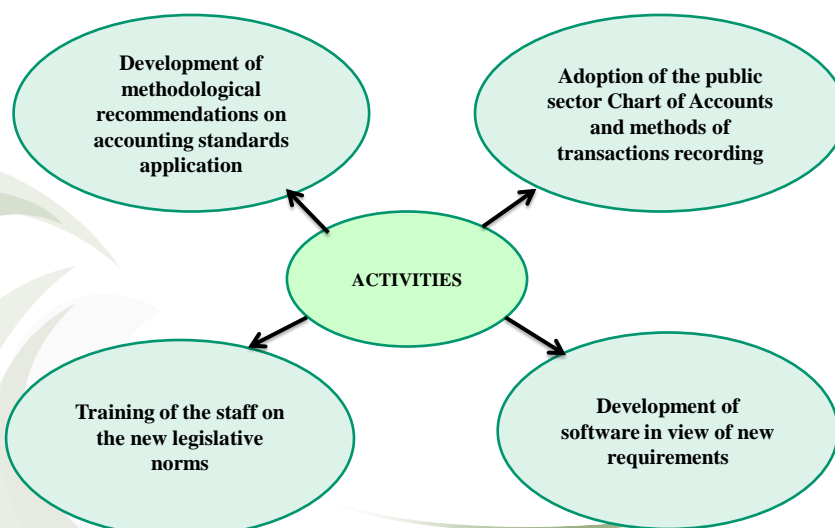 Development of
methodological
recommendations on
accounting standards
application
Adoption of the public
sector Chart of Accounts
and methods of
transactions recording
ACTIVITIES
Training of the staff on
the new legislative
norms
Development of
software in view of new
requirements